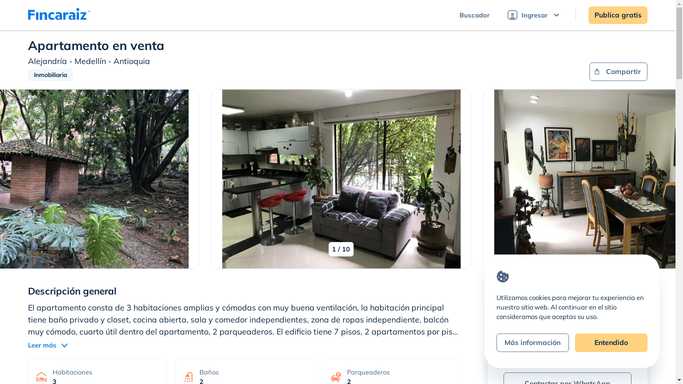 Fincaraiz
Buscador
Ingresar
Publica gratis
Apartamento en venta
Alejandría - Medellín - Antioquia
Inmobiliaria
Compartir
1 / 10
Descripción general
El apartamento consta de 3 habitaciones amplias y cómodas con muy buena ventilación, la habitación principal
tiene baño privado y closet, cocina abierta, sala y comedor independientes, zona de ropas independiente, balcón
muy cómodo, cuarto útil dentro del apartamento, 2 parqueaderos. El edificio tiene 7 pisos, 2 apartamentos por pis...
Leer más
Habitaciones
3
Baños
2
Parqueaderos
2
Utilizamos cookies para mejorar tu experiencia en
nuestro sitio web. Al continuar en el sitio
consideramos que aceptas su uso.
Más información
Entendido
Contactar por WhatsApp